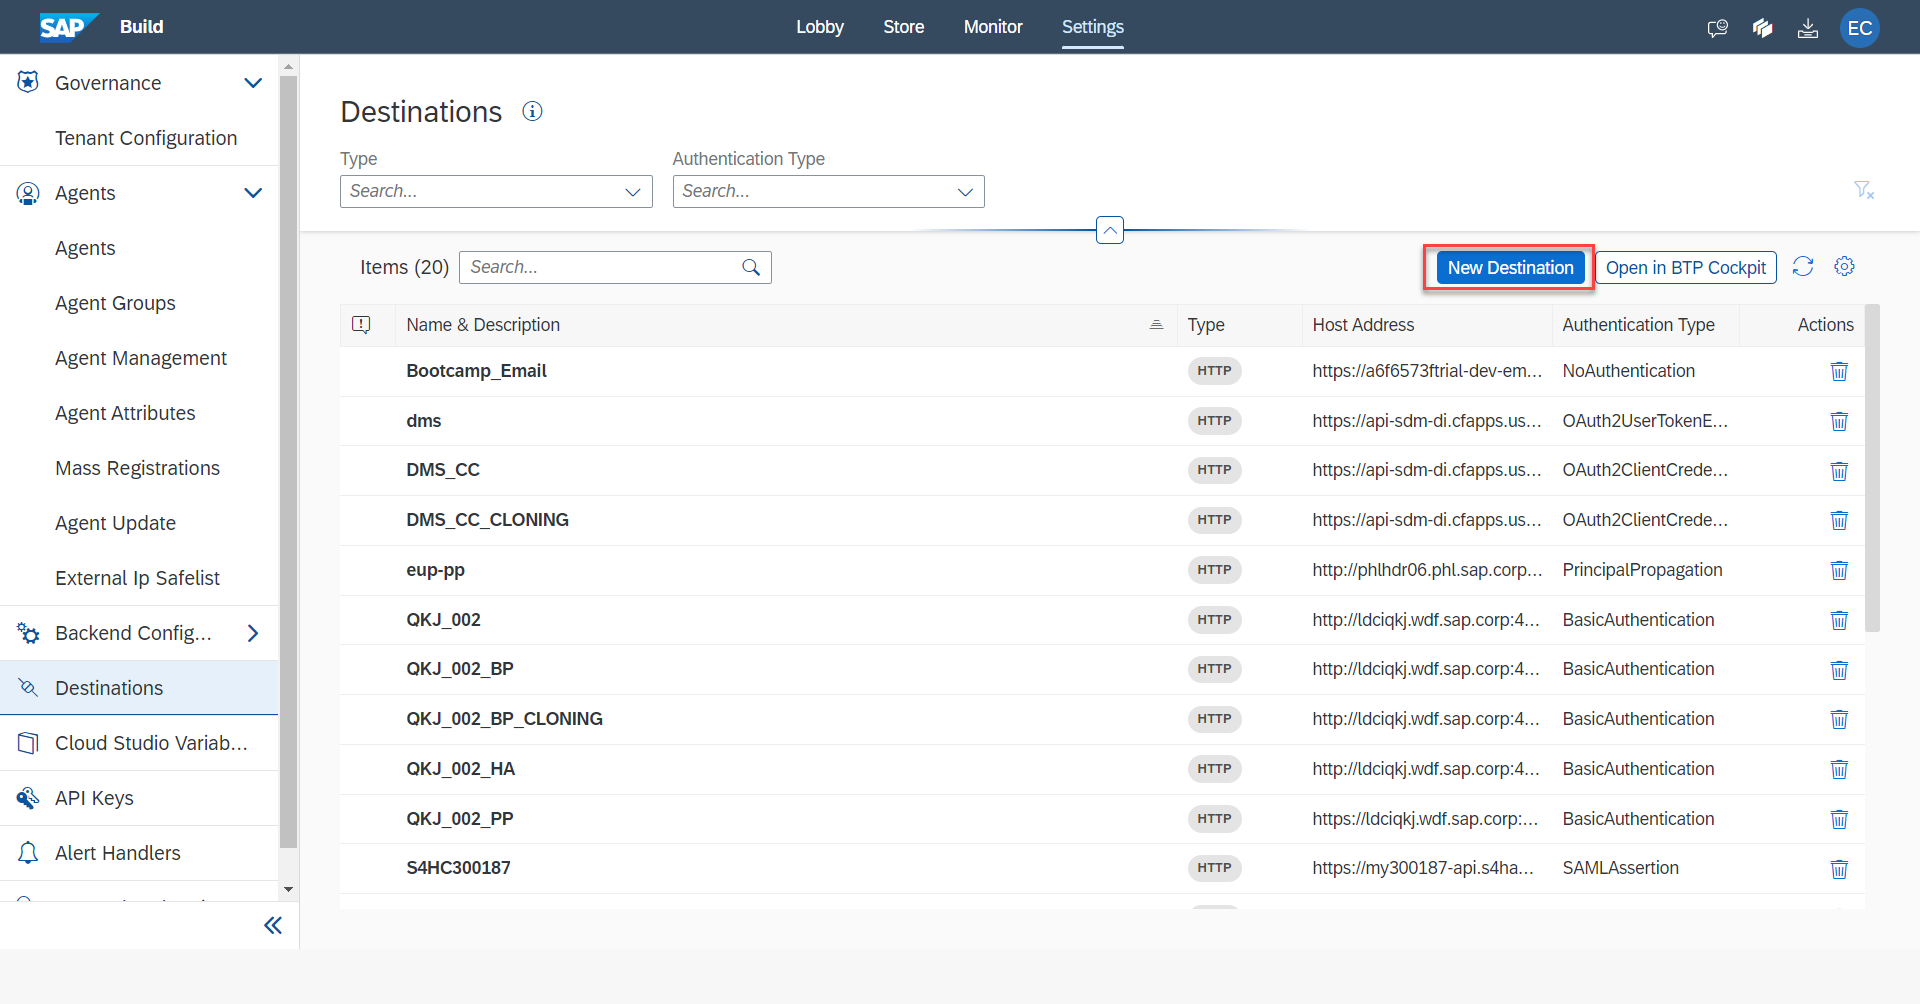 SAP Build Lobby Store Monitor Settings EC
Governance
Tenant Configuration
Agents
Agents
Agent Groups
Agent Management
Agent Attributes
Mass Registrations
Agent Update
External Ip Safelist
Backend Config...
Destinations
Cloud Studio Variab...
API Keys
Alert Handlers
Destinations
Type Authentication Type
Search... Search...
Items (20) Search... New Destination Open in BTP Cockpit
Name & Description Type Host Address Authentication Type Actions
Bootcamp_Email HTTP https://a6f6573ftrial-dev-em... NoAuthentication
dms HTTP https://api-sdm-di.cfapps.us... OAuth2UserTokenE...
DMS_CC HTTP https://api-sdm-di.cfapps.us... OAuth2ClientCrede...
DMS_CC_CLONING HTTP https://api-sdm-di.cfapps.us... OAuth2ClientCrede...
eup-pp HTTP http://phlhdr06.phl.sap.corp... PrincipalPropagation
QKJ_002 HTTP http://ldciqkj.wdf.sap.corp:4... BasicAuthentication
QKJ_002_BP HTTP http://ldciqkj.wdf.sap.corp:4... BasicAuthentication
QKJ_002_BP_CLONING HTTP http://ldciqkj.wdf.sap.corp:4... BasicAuthentication
QKJ_002_HA HTTP http://ldciqkj.wdf.sap.corp:4... BasicAuthentication
QKJ_002_PP HTTP https://ldciqkj.wdf.sap.corp:... BasicAuthentication
S4HC300187 HTTP https://my300187-api.s4ha... SAMLAssertion